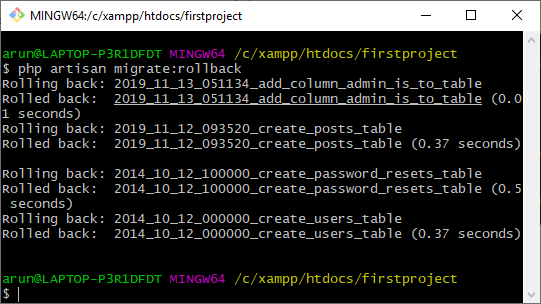 MINGW64:/c/xampp/htdocs/firstproject
arun@LAPTOP-P3R1DFDT MINGW64 /c/xampp/htdocs/firstproject
$ php artisan migrate:rollback
Rolling back: 2019_11_13_051134_add_column_admin_is_to_table
Rolled back:  2019_11_13_051134_add_column_admin_is_to_table (0.0
1 seconds)
Rolling back: 2019_11_12_093520_create_posts_table
Rolled back:  2019_11_12_093520_create_posts_table (0.37 seconds)
Rolling back: 2014_10_12_100000_create_password_resets_table
Rolled back:  2014_10_12_100000_create_password_resets_table (0.5
 seconds)
Rolling back: 2014_10_12_000000_create_users_table
Rolled back:  2014_10_12_000000_create_users_table (0.37 seconds)
arun@LAPTOP-P3R1DFDT MINGW64 /c/xampp/htdocs/firstproject
$